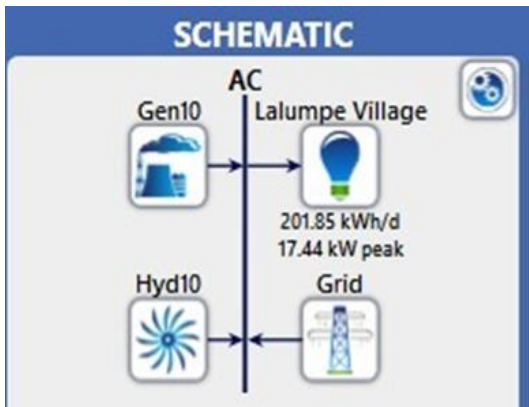 SCHEMATIC
AC
Gen10
Lalumpe Village
201.85 kWh/d
17.44 kW peak
Hyd10
Grid